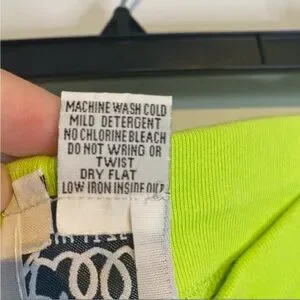 MACHINE WASH COLD
MILD DETERGENT
NO CHLORINE BLEACH
DO NOT WRING OR
TWIST
DRY FLAT
LOW IRON INSIDE OUT